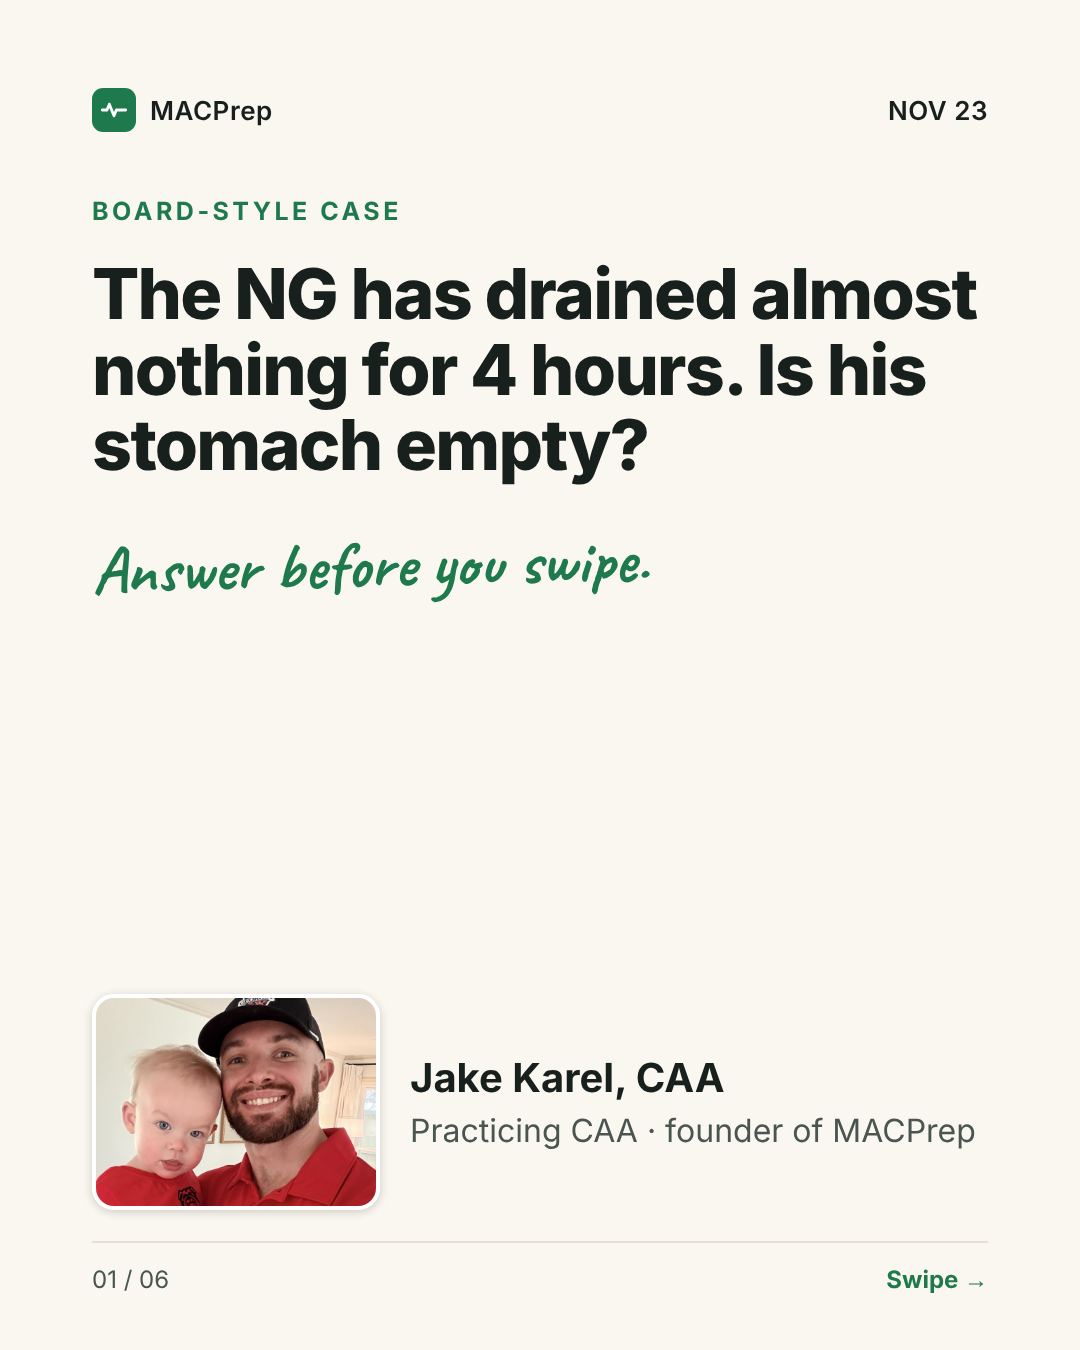 MACPrep
NOV 23
BOARD-STYLE CASE
The NG has drained almost
nothing for 4 hours. Is his
stomach empty?
Answer before you swipe.
Jake Karel, CAA
Practicing CAA · founder of MACPrep
01 / 06
Swipe →